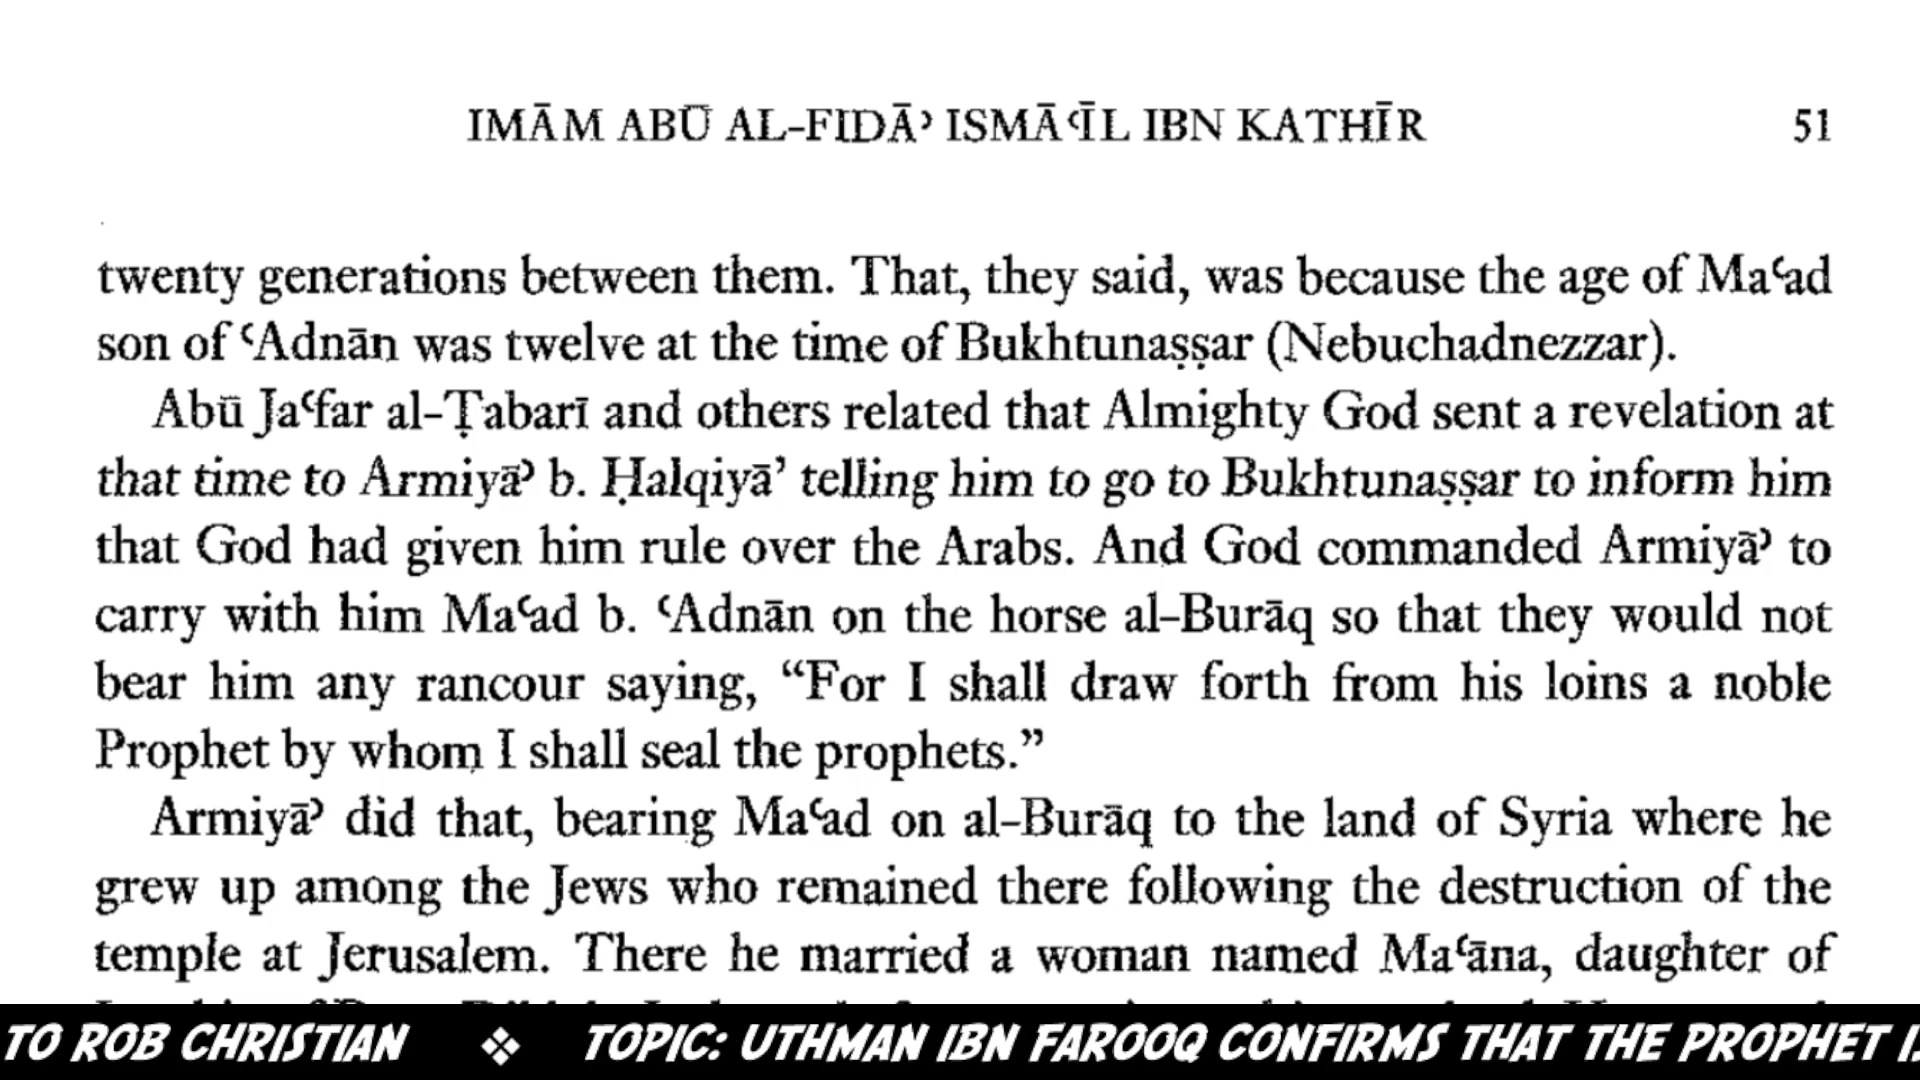 IMĀM ABŪ AL-FIDĀʾ ISMĀʿĪL IBN KATHĪR 51
twenty generations between them. That, they said, was because the age of Maʿad
son of ʿAdnān was twelve at the time of Bukhtunaṣṣar (Nebuchadnezzar).
Abū Jaʿfar al-Ṭabarī and others related that Almighty God sent a revelation at
that time to Armiyāʾ b. Ḥalqiyā’ telling him to go to Bukhtunaṣṣar to inform him
that God had given him rule over the Arabs. And God commanded Armiyāʾ to
carry with him Maʿad b. ʿAdnān on the horse al-Burāq so that they would not
bear him any rancour saying, “For I shall draw forth from his loins a noble
Prophet by whom I shall seal the prophets.”
Armiyāʾ did that, bearing Maʿad on al-Burāq to the land of Syria where he
grew up among the Jews who remained there following the destruction of the
temple at Jerusalem. There he married a woman named Maʿāna, daughter of
TO ROB CHRISTIAN ❖ TOPIC: UTHMAN IBN FAROOQ CONFIRMS THAT THE PROPHET